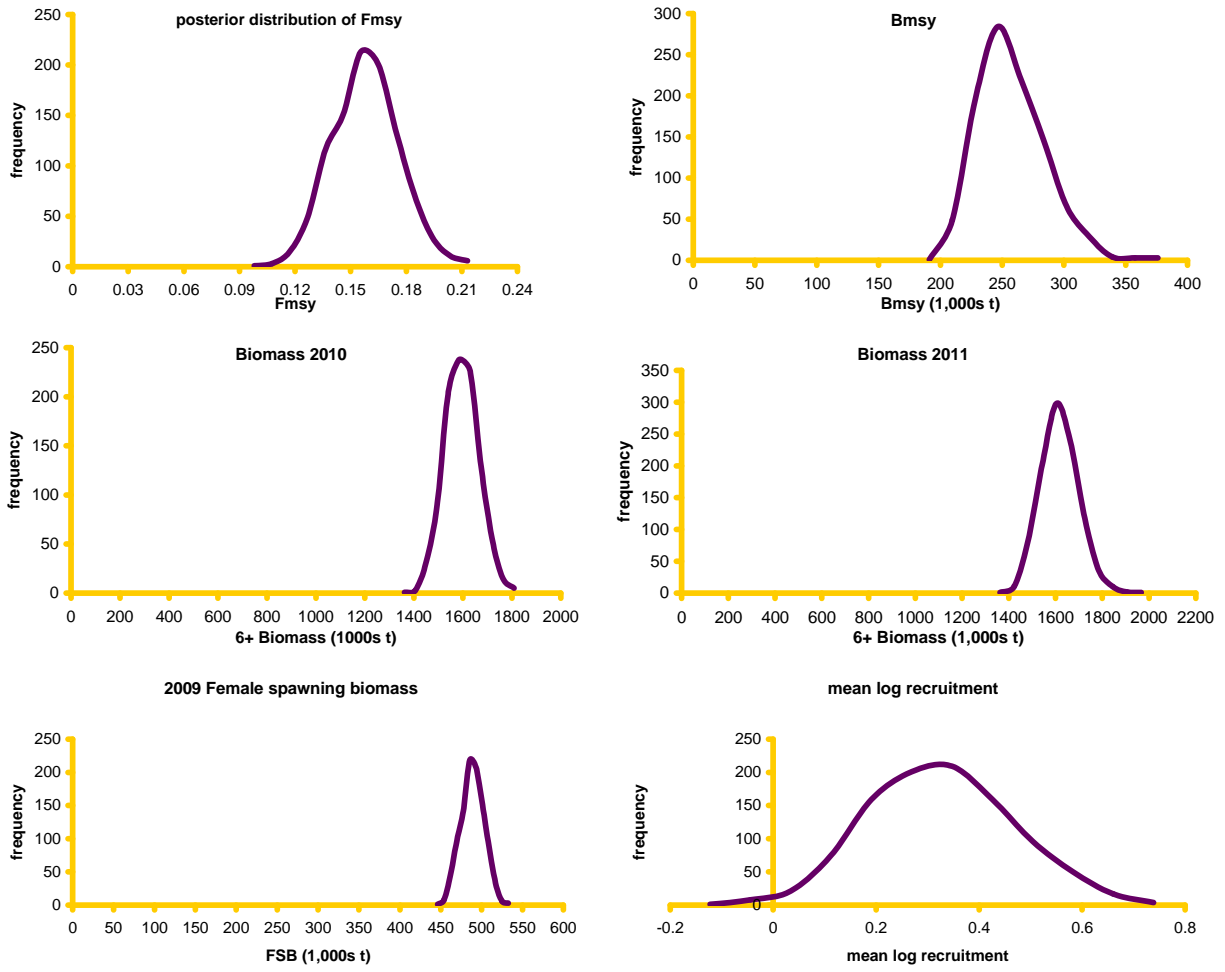 posterior distribution of Fmsy
250
200
150
100
50
0
frequency
0 0.03 0.06 0.09 0.12 0.15 0.18 0.21 0.24
Fmsy
Bmsy
300
250
200
150
100
50
0
frequency
0 50 100 150 200 250 300 350 400
Bmsy (1,000s t)
Biomass 2010
250
200
150
100
50
0
frequency
0 200 400 600 800 1000 1200 1400 1600 1800 2000
6+ Biomass (1000s t)
Biomass 2011
350
300
250
200
150
100
50
0
frequency
0 200 400 600 800 1000 1200 1400 1600 1800 2000 2200
6+ Biomass (1,000s t)
2009 Female spawning biomass
250
200
150
100
50
0
frequency
0 50 100 150 200 250 300 350 400 450 500 550 600
FSB (1,000s t)
mean log recruitment
250
200
150
100
50
0
frequency
-0.2 0 0.2 0.4 0.6 0.8
mean log recruitment